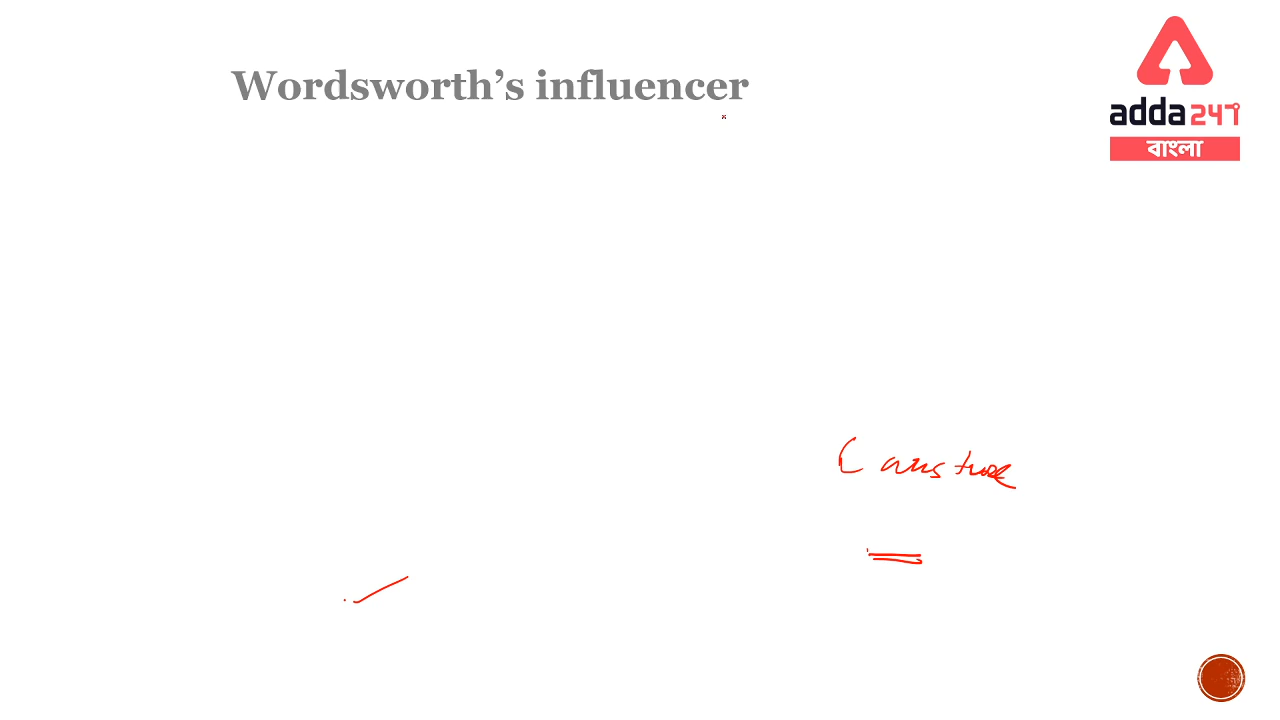 Wordsworth’s influencer
adda247
বাংলা